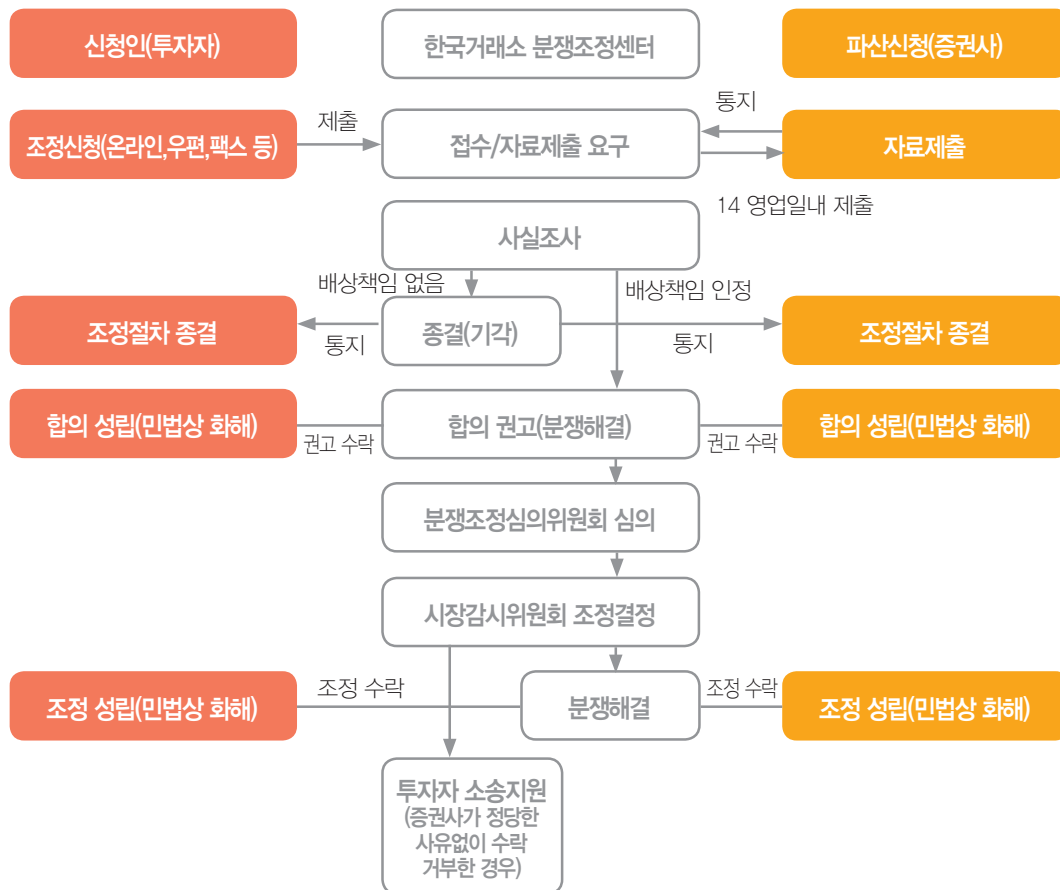 신청인(투자자)
한국거래소 분쟁조정센터
파산신청(증권사)
조정신청(온라인,우편,팩스 등)
제출
접수/자료제출 요구
통지
자료제출
14 영업일내 제출
사실조사
배상책임 없음
배상책임 인정
조정절차 종결
통지
종결(기각)
통지
조정절차 종결
합의 성립(민법상 화해)
권고 수락
합의 권고(분쟁해결)
권고 수락
합의 성립(민법상 화해)
분쟁조정심의위원회 심의
시장감시위원회 조정결정
조정 성립(민법상 화해)
조정 수락
분쟁해결
조정 수락
조정 성립(민법상 화해)
투자자 소송지원
(증권사가 정당한
사유없이 수락
거부한 경우)